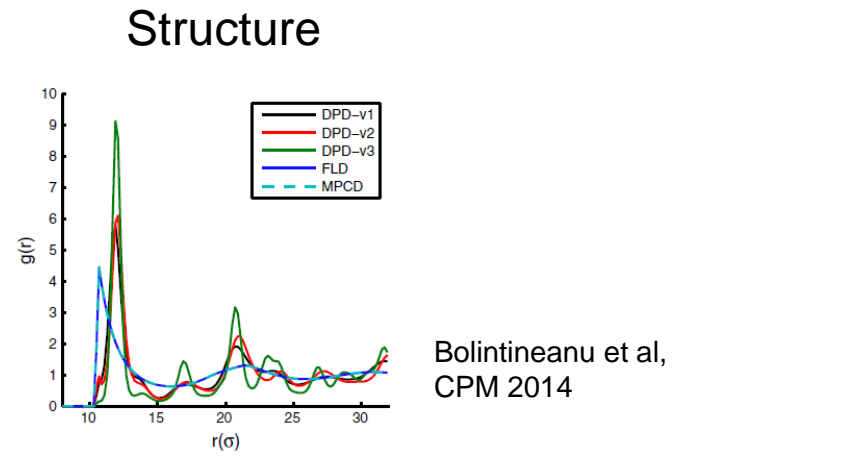 Structure
10
9
8
7
6
5
4
3
2
1
0
g(r)
DPD–v1
DPD–v2
DPD–v3
FLD
MPCD
10 15 20 25 30
r(σ)
Bolintineanu et al,
CPM 2014